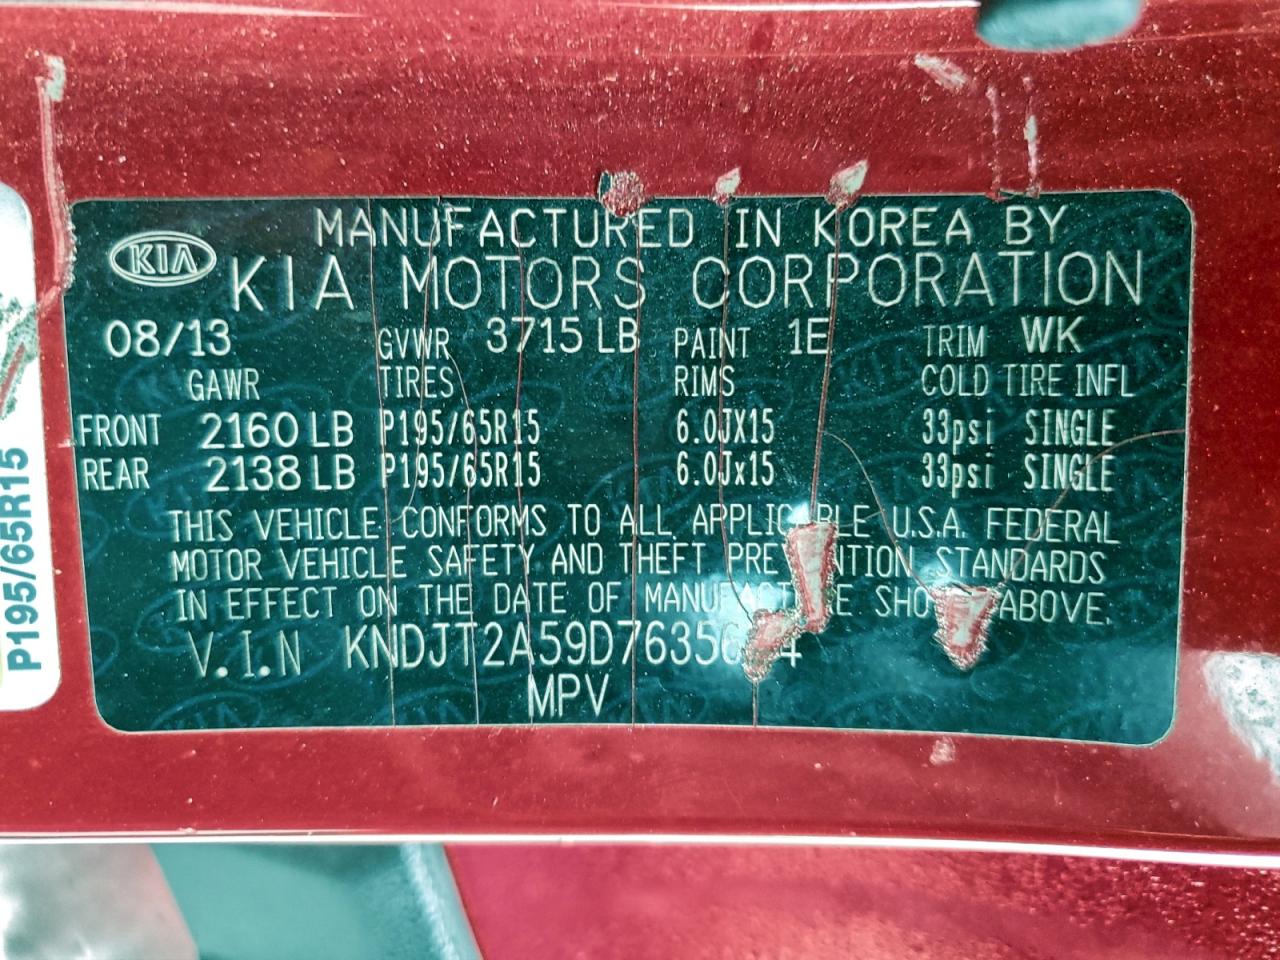 MANUFACTURED IN KOREA BY
KIA KIA MOTORS CORPORATION
08/13 GVWR 3715 LB PAINT 1E TRIM WK
GAWR TIRES RIMS COLD TIRE INFL
FRONT 2160 LB P195/65R15 6.0JX15 33psi SINGLE
REAR 2138 LB P195/65R15 6.0Jx15 33psi SINGLE
THIS VEHICLE CONFORMS TO ALL APPLICABLE U.S.A. FEDERAL
MOTOR VEHICLE SAFETY AND THEFT PREVENTION STANDARDS
IN EFFECT ON THE DATE OF MANUFACTURE SHOWN ABOVE.
V.I.N
MPV
P195/65R15